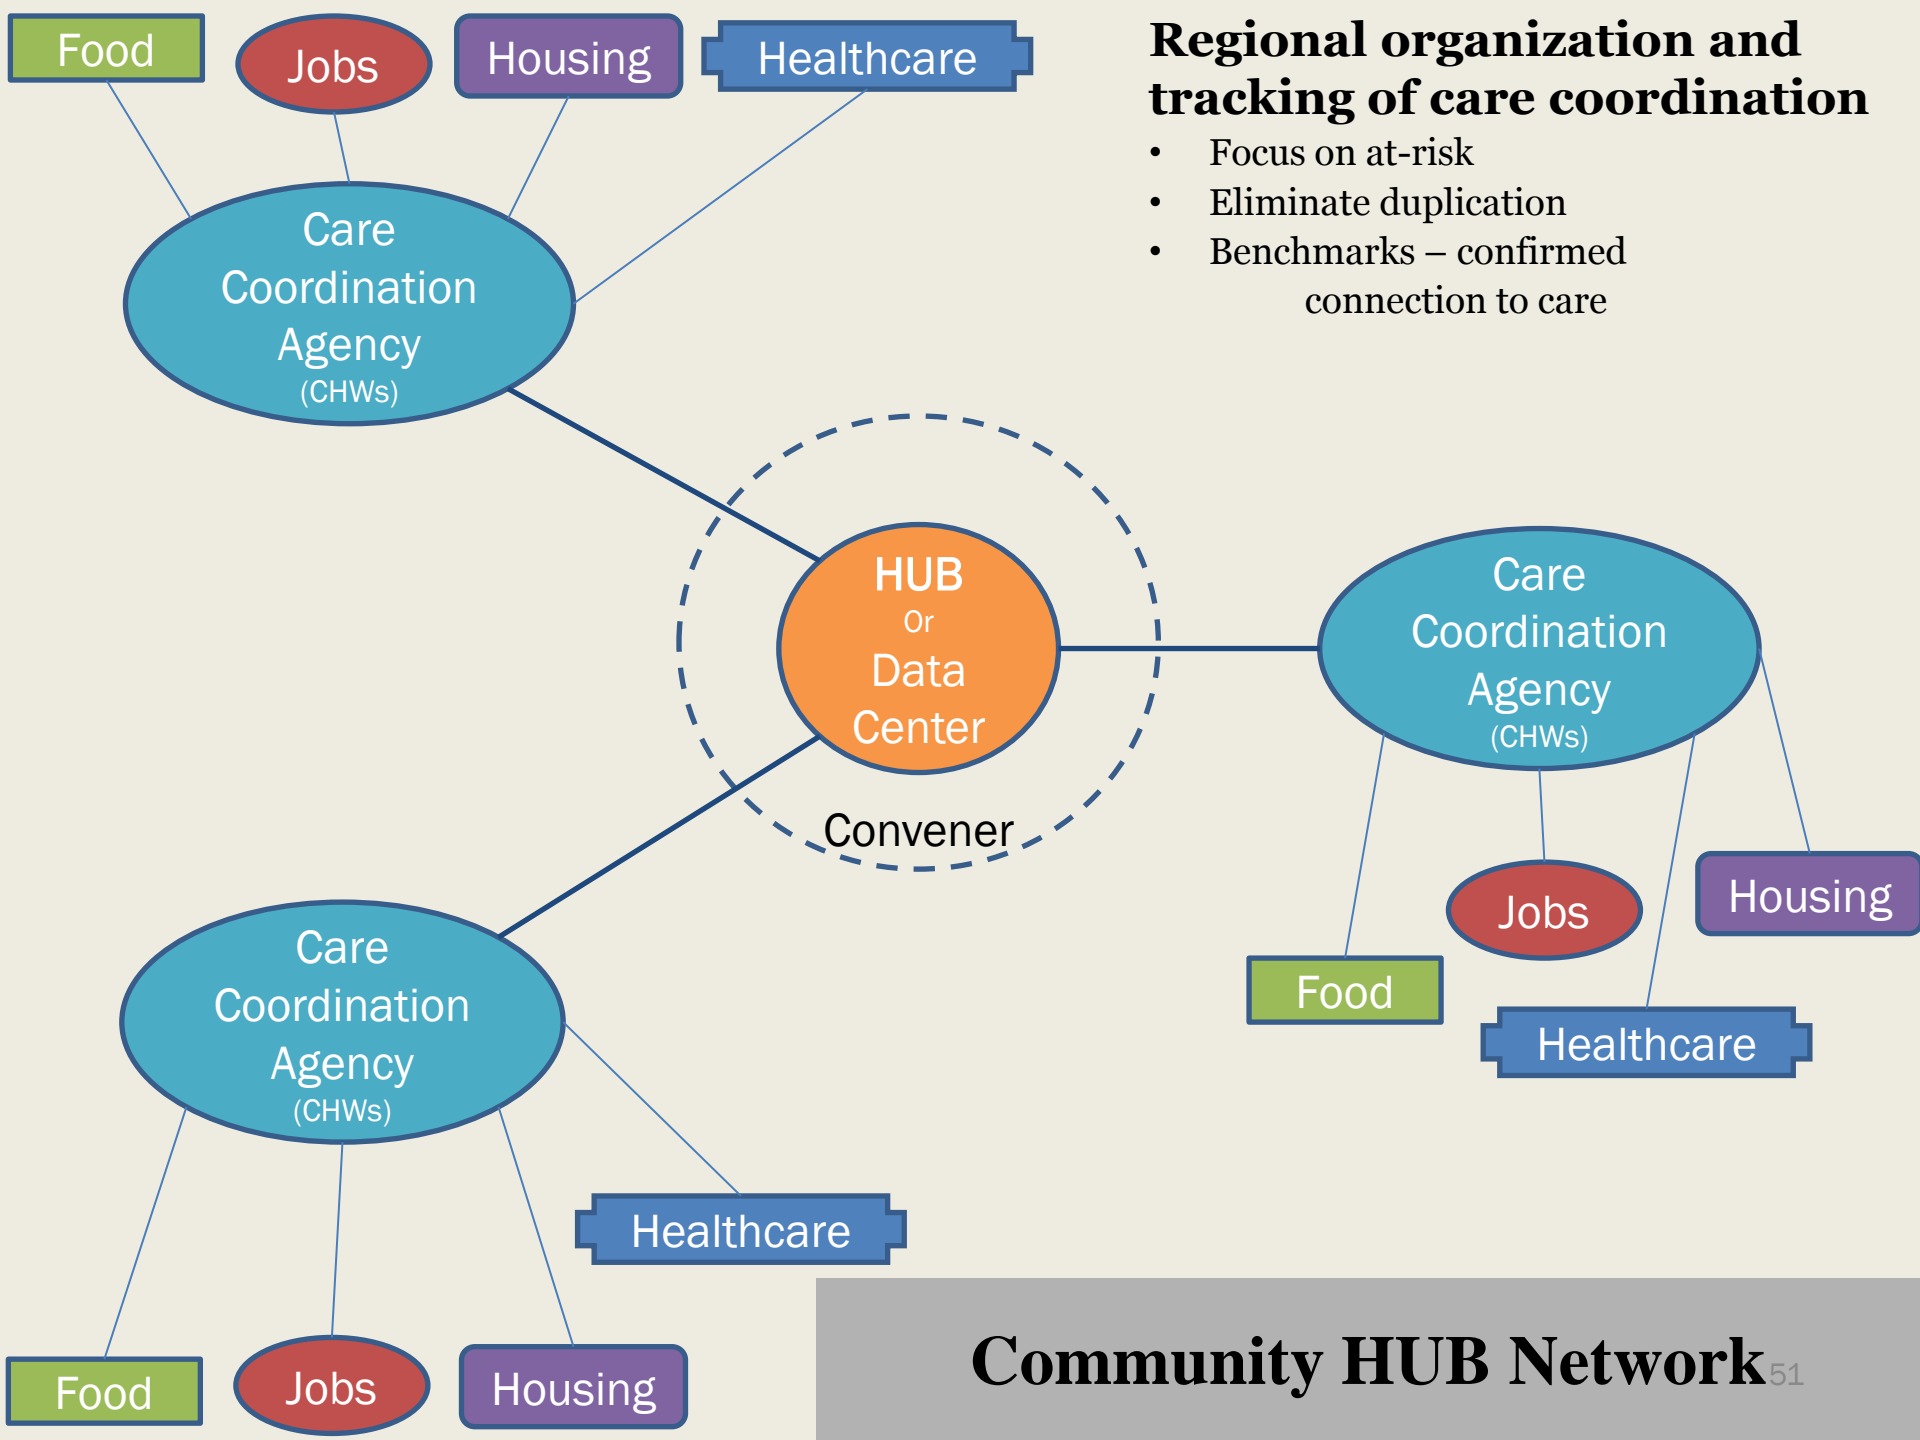 Food
Jobs
Housing
Healthcare
Regional organization and
tracking of care coordination
• Focus on at-risk
• Eliminate duplication
• Benchmarks – confirmed
connection to care
Care
Coordination
Agency
(CHWs)
HUB
Or
Data
Center
Convener
Care
Coordination
Agency
(CHWs)
Jobs
Housing
Food
Healthcare
Care
Coordination
Agency
(CHWs)
Healthcare
Food
Jobs
Housing
Community HUB Network
51